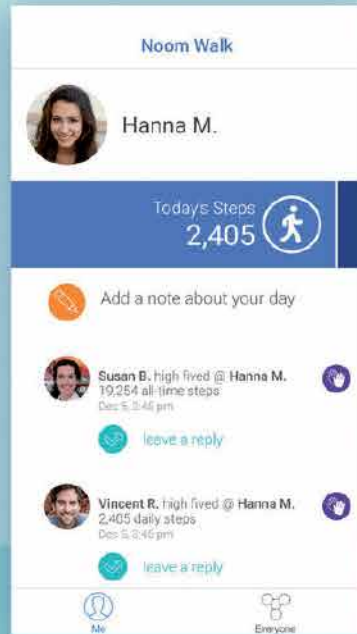 Noom Walk
Hanna M.
Today's Steps
2,405
Add a note about your day
Susan B. high fived @ Hanna M.
19,254 all-time steps
Dec 5, 3:46 pm
leave a reply
Vincent R. high fived @ Hanna M.
2,405 daily steps
Dec 5, 3:46 pm
leave a reply
Me
Everyone